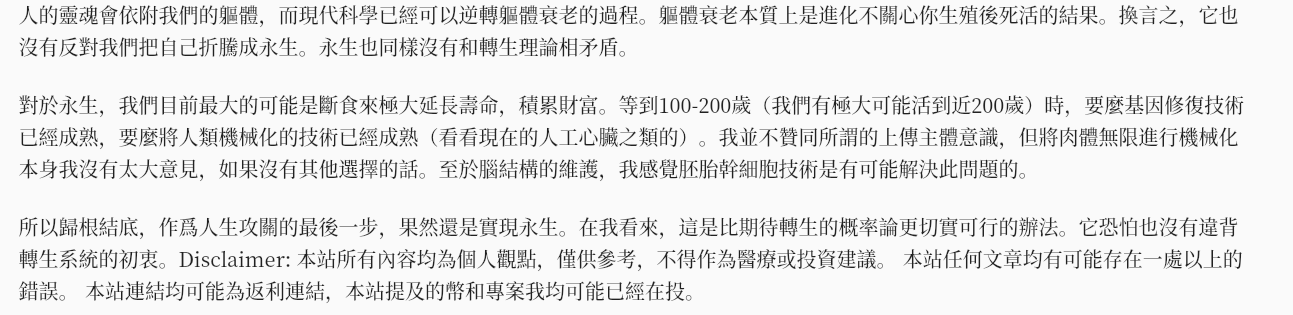 人的靈魂會依附我們的軀體，而現代科學已經可以逆轉軀體衰老的過程。軀體衰老本質上是進化不關心你生殖後死活的結果。換言之，它也
沒有反對我們把自己折騰成永生。永生也同樣沒有和轉生理論相矛盾。
對於永生，我們目前最大的可能是斷食來極大延長壽命，積累財富。等到100-200歲（我們有極大可能活到近200歲）時，要麼基因修復技術
已經成熟，要麼將人類機械化的技術已經成熟（看看現在的人工心臟之類的）。我並不贊同所謂的上傳主體意識，但將肉體無限進行機械化
本身我沒有太大意見，如果沒有其他選擇的話。至於腦結構的維護，我感覺胚胎幹細胞技術是有可能解決此問題的。
所以歸根結底，作爲人生攻關的最後一步，果然還是實現永生。在我看來，這是比期待轉生的概率論更切實可行的辦法。它恐怕也沒有違背
轉生系統的初衷。Disclaimer: 本站所有內容均為個人觀點，僅供參考，不得作為醫療或投資建議。 本站任何文章均有可能存在一處以上的
錯誤。 本站連結均可能為返利連結，本站提及的幣和專案我均可能已經在投。